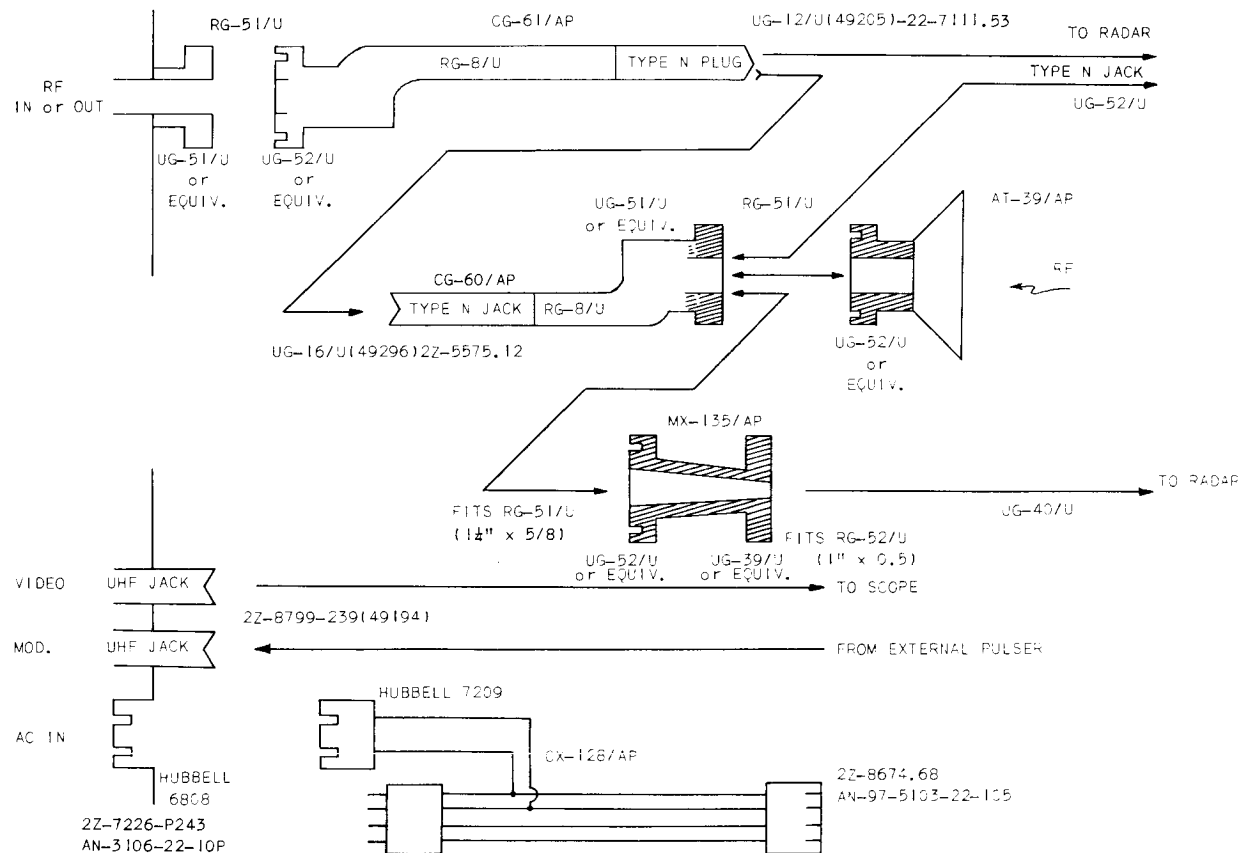 RG-51/U
CG-61/AP
UG-12/U(49205)-22-7111.53
TO RADAR
RG-8/U
TYPE N PLUG
TYPE N JACK
UG-52/U
RF
IN or OUT
UG-51/U
or
EQUIV.
UG-52/U
or
EQUIV.
UG-51/U
or EQUIV.
RG-51/U
AT-39/AP
RF
CG-60/AP
TYPE N JACK
RG-8/U
UG-16/U(49296)2Z-5575.12
UG-52/U
or
EQUIV.
MX-135/AP
TO RADAR
UG-40/U
FITS RG-51/U
(1¼" x 5/8)
FITS RG-52/U
(1" x 0.5)
UG-52/U
or EQUIV.
UG-39/U
or EQUIV.
VIDEO
UHF JACK
TO SCOPE
2Z-8799-239(49194)
MOD.
UHF JACK
FROM EXTERNAL PULSER
HUBBELL 7209
AC IN
CX-128/AP
HUBBELL
6808
2Z-8674.68
AN-97-5103-22-105
2Z-7226-P243
AN-3106-22-10P